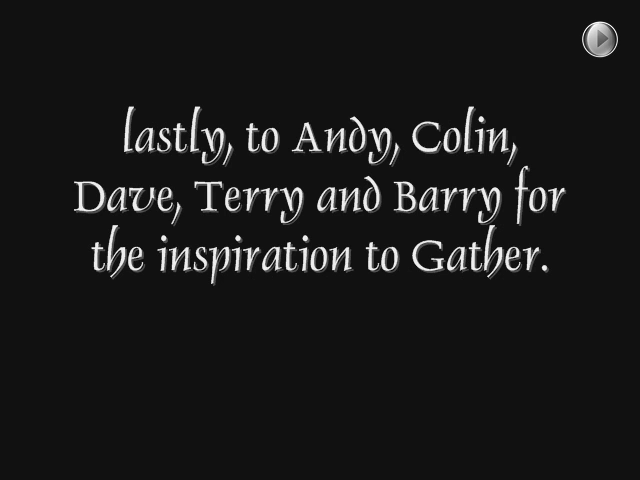 lastly, to Andy, Colin,
Dave, Terry and Barry for
the inspiration to Gather.